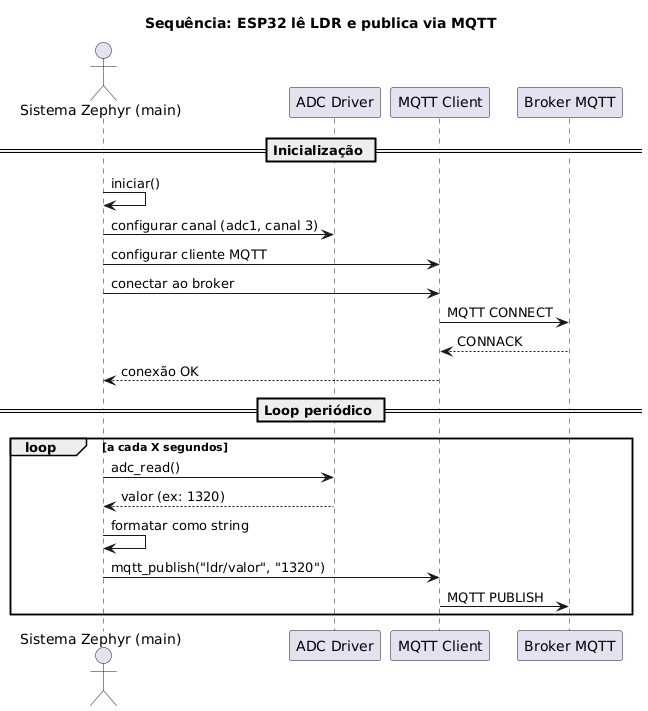 Sequência: ESP32 lê LDR e publica via MQTT
Sistema Zephyr (main)
ADC Driver
MQTT Client
Broker MQTT
Inicialização
iniciar()
configurar canal (adc1, canal 3)
configurar cliente MQTT
conectar ao broker
MQTT CONNECT
CONNACK
conexão OK
Loop periódico
loop
[a cada X segundos]
adc_read()
valor (ex: 1320)
formatar como string
mqtt_publish("ldr/valor", "1320")
MQTT PUBLISH
Sistema Zephyr (main)
ADC Driver
MQTT Client
Broker MQTT